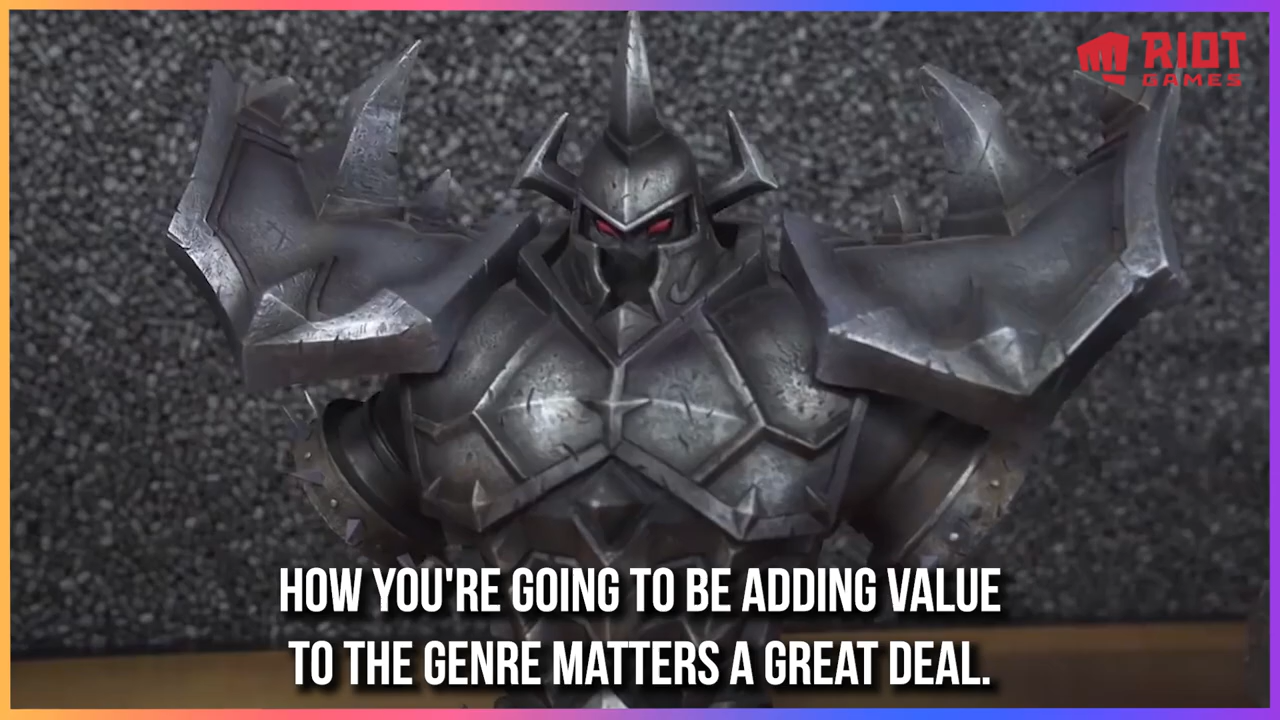 RIOT
GAMES
HOW YOU'RE GOING TO BE ADDING VALUE
TO THE GENRE MATTERS A GREAT DEAL.